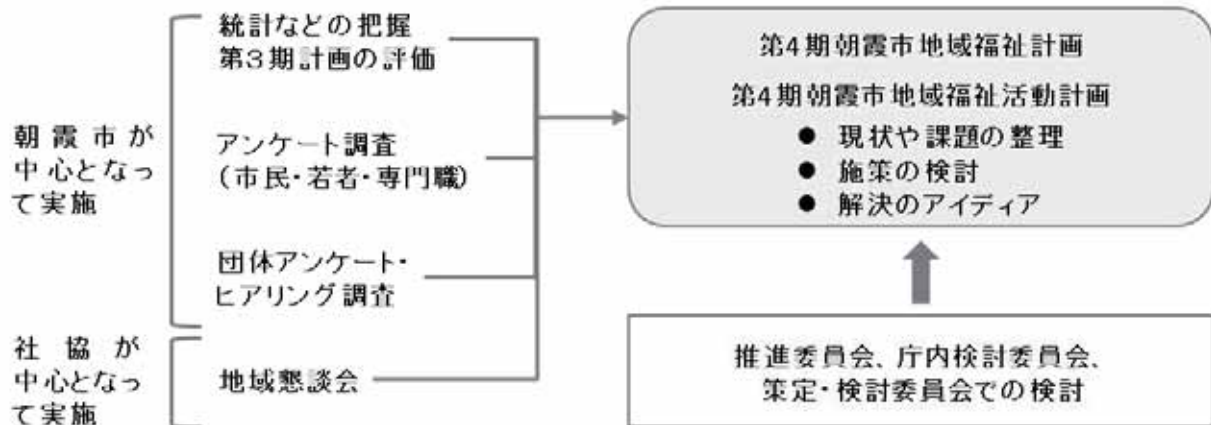 朝霞市が
中心となっ
て実施
統計などの把握
第3期計画の評価
アンケート調査
(市民・若者・専門職)
団体アンケート・
ヒアリング調査
社協が
中心となっ
て実施
地域懇談会
第4期朝霞市地域福祉計画
第4期朝霞市地域福祉活動計画
● 現状や課題の整理
● 施策の検討
● 解決のアイディア
推進委員会、庁内検討委員会、
策定・検討委員会での検討